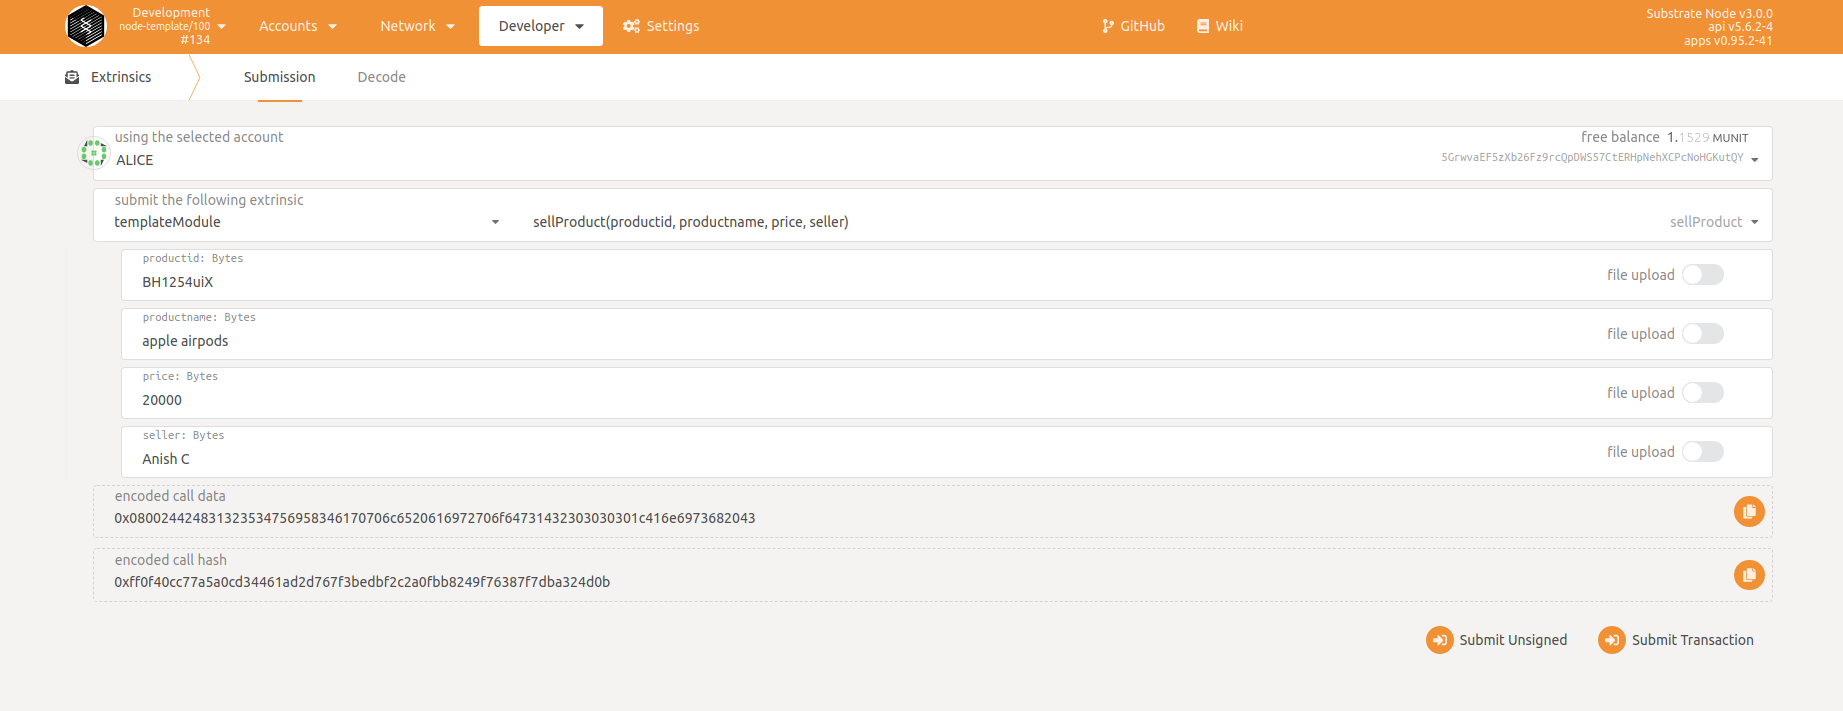 Development
node-template/100
#134
Accounts
Network
Developer
Settings
GitHub
Wiki
Substrate Node v3.0.0
api v5.6.2-4
apps v0.95.2-41
Extrinsics
Submission
Decode
using the selected account
ALICE
free balance 1.1529 MUNIT
5GrwvaEF5zXb26Fz9rcQpDWS57CtERHpNehXCPcNoHGKutQY
submit the following extrinsic
templateModule
sellProduct(productid, productname, price, seller)
sellProduct
productid: Bytes
BH1254uiX
file upload
productname: Bytes
apple airpods
file upload
price: Bytes
20000
file upload
seller: Bytes
Anish C
file upload
encoded call data
0x080024424831323534756958346170706c6520616972706f64731432303030301c416e6973682043
encoded call hash
0xff0f40cc77a5a0cd34461ad2d767f3bedbf2c2a0fbb8249f76387f7dba324d0b
Submit Unsigned
Submit Transaction